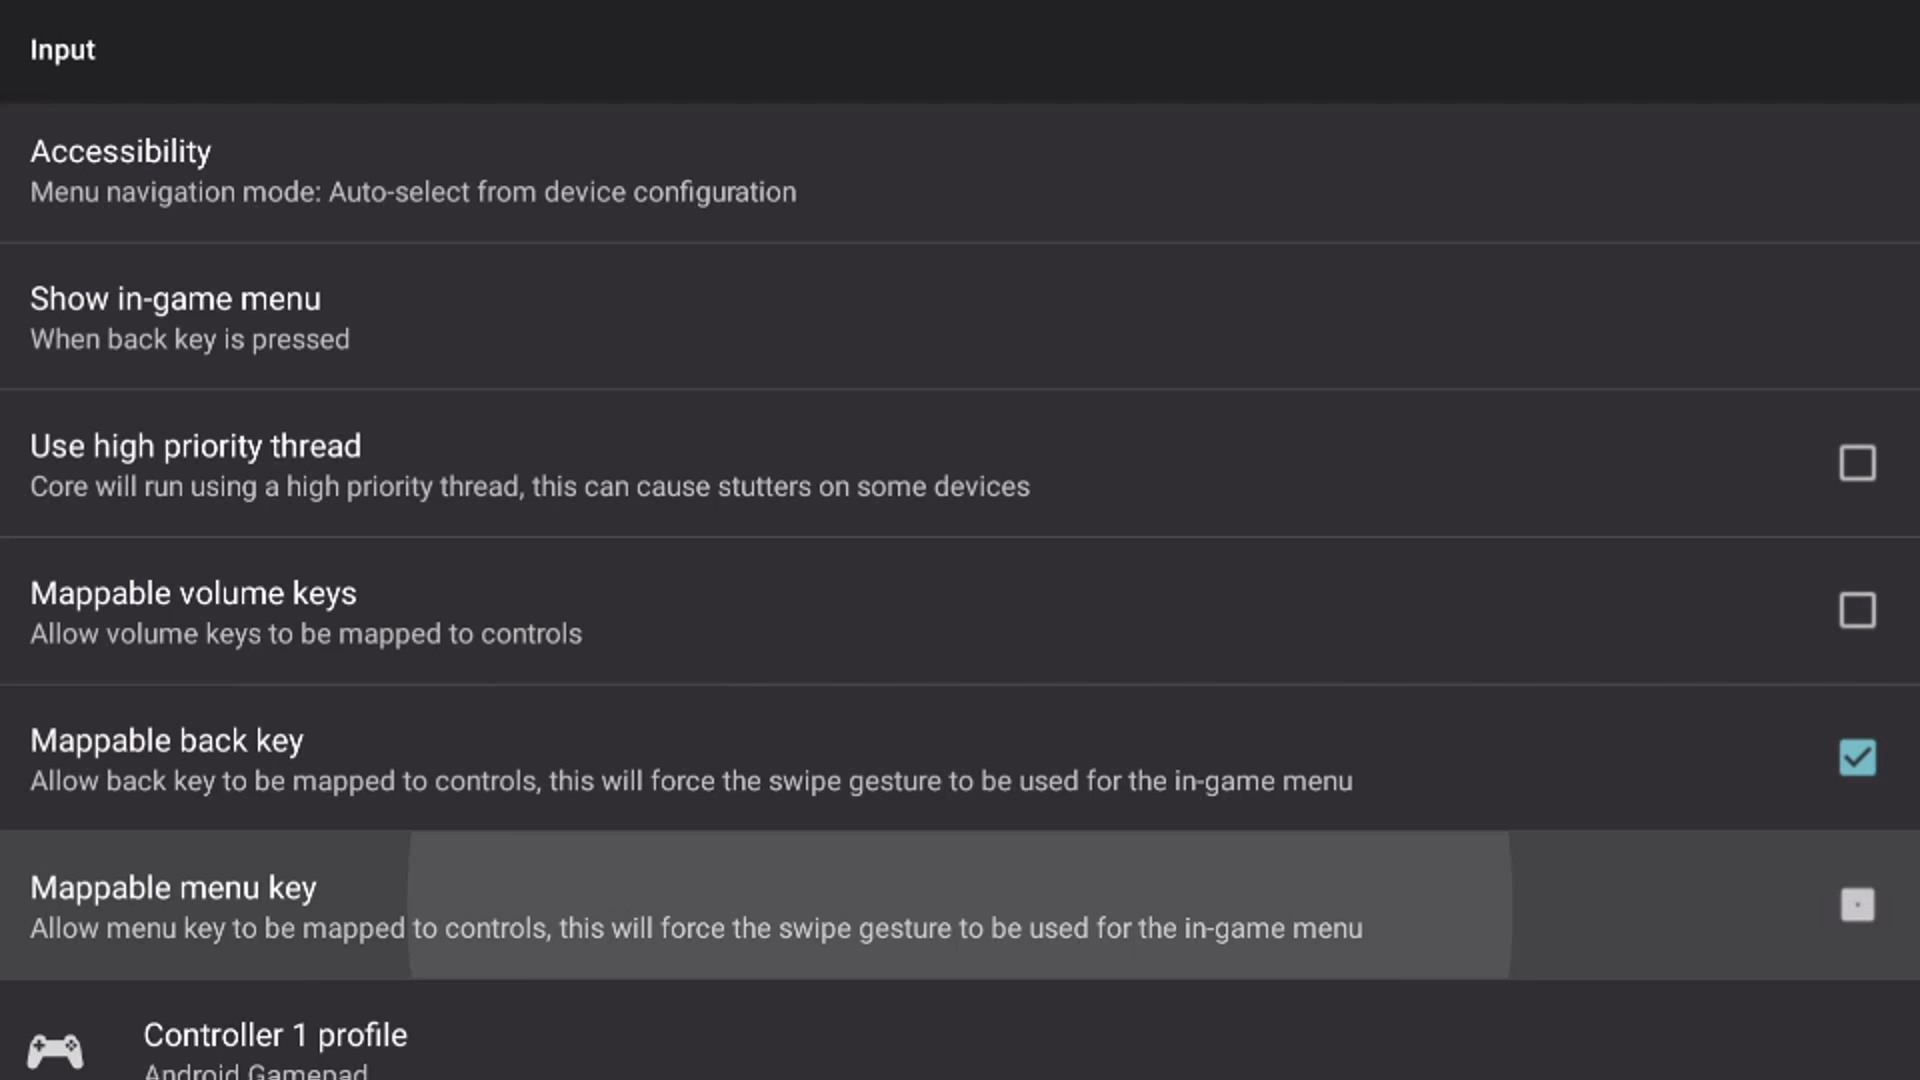 Input
Accessibility
Menu navigation mode: Auto-select from device configuration
Show in-game menu
When back key is pressed
Use high priority thread
Core will run using a high priority thread, this can cause stutters on some devices
Mappable volume keys
Allow volume keys to be mapped to controls
Mappable back key
Allow back key to be mapped to controls, this will force the swipe gesture to be used for the in-game menu
Mappable menu key
Allow menu key to be mapped to controls, this will force the swipe gesture to be used for the in-game menu
Controller 1 profile
Android Gamepad